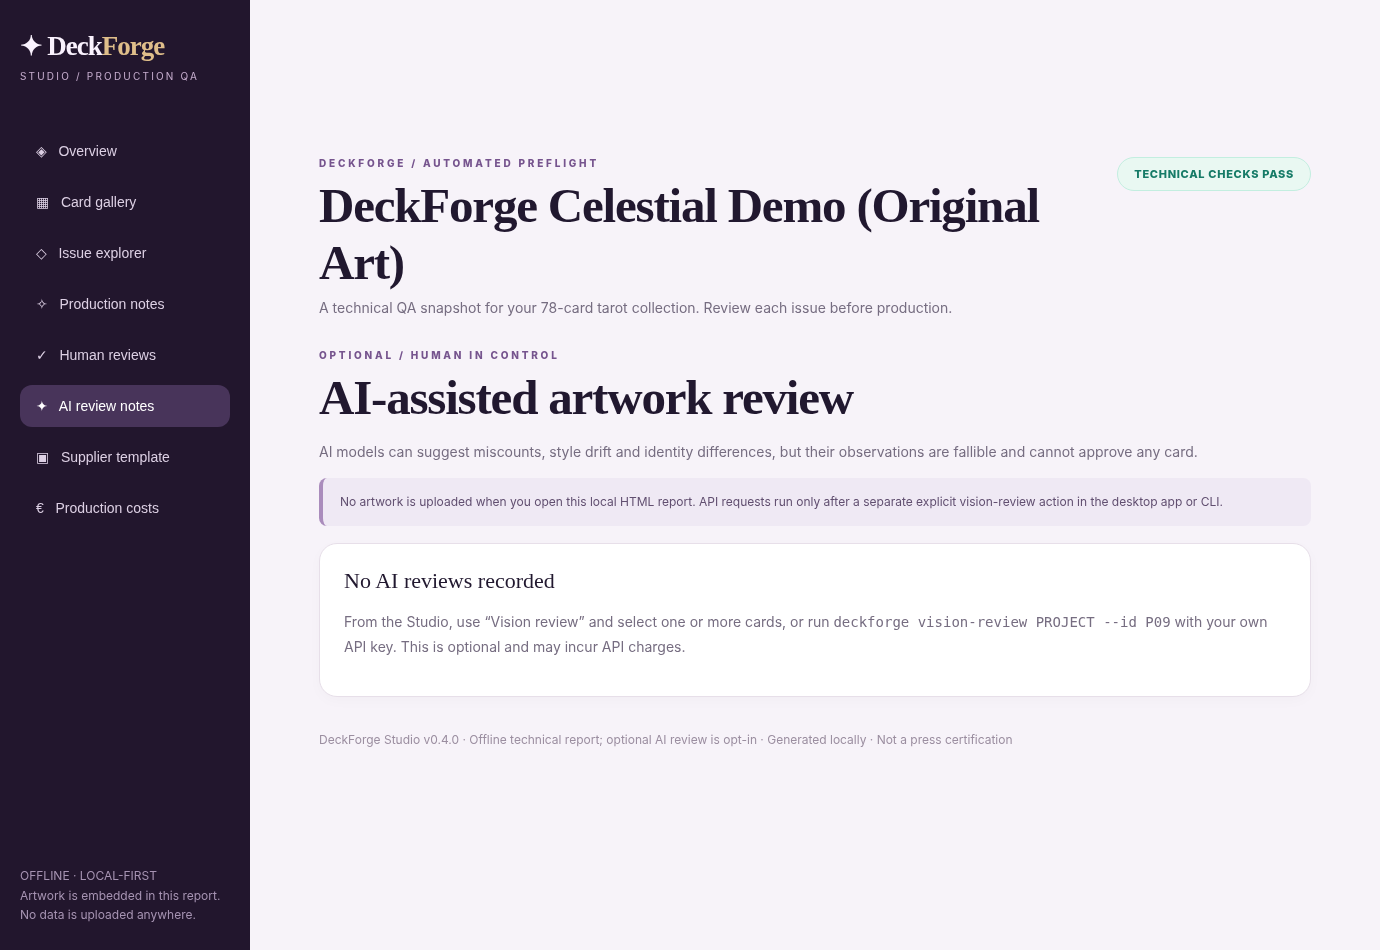 ✦ DeckForge
STUDIO / PRODUCTION QA
◈ Overview
▦ Card gallery
◇ Issue explorer
✧ Production notes
✓ Human reviews
✦ AI review notes
▣ Supplier template
€ Production costs
OFFLINE · LOCAL-FIRST
Artwork is embedded in this report.
No data is uploaded anywhere.
DECKFORGE / AUTOMATED PREFLIGHT
TECHNICAL CHECKS PASS
DeckForge Celestial Demo (Original
Art)
A technical QA snapshot for your 78-card tarot collection. Review each issue before production.
OPTIONAL / HUMAN IN CONTROL
AI-assisted artwork review
AI models can suggest miscounts, style drift and identity differences, but their observations are fallible and cannot approve any card.
No artwork is uploaded when you open this local HTML report. API requests run only after a separate explicit vision-review action in the desktop app or CLI.
No AI reviews recorded
From the Studio, use “Vision review” and select one or more cards, or run deckforge vision-review PROJECT --id P09 with your own
API key. This is optional and may incur API charges.
DeckForge Studio v0.4.0 · Offline technical report; optional AI review is opt-in · Generated locally · Not a press certification